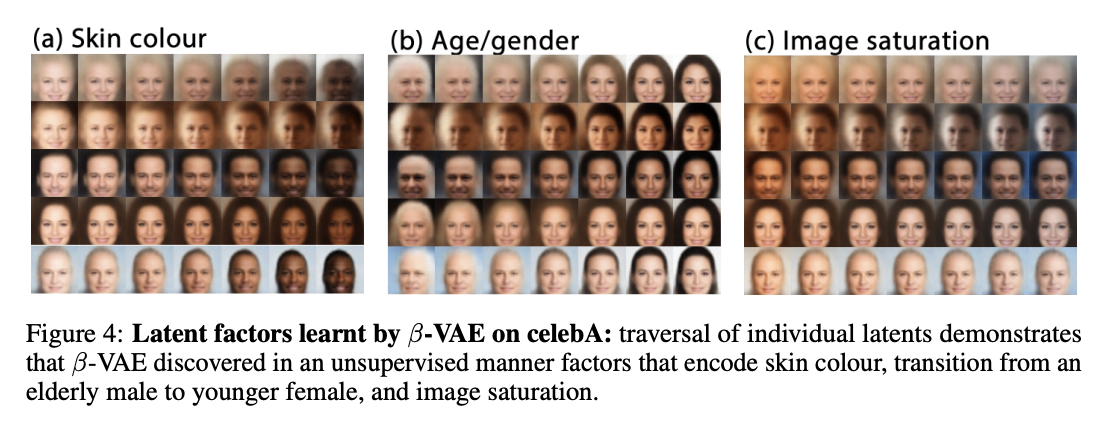 (a) Skin colour
(b) Age/gender
(c) Image saturation
Figure 4: Latent factors learnt by β-VAE on celebA: traversal of individual latents demonstrates
that β-VAE discovered in an unsupervised manner factors that encode skin colour, transition from an
elderly male to younger female, and image saturation.